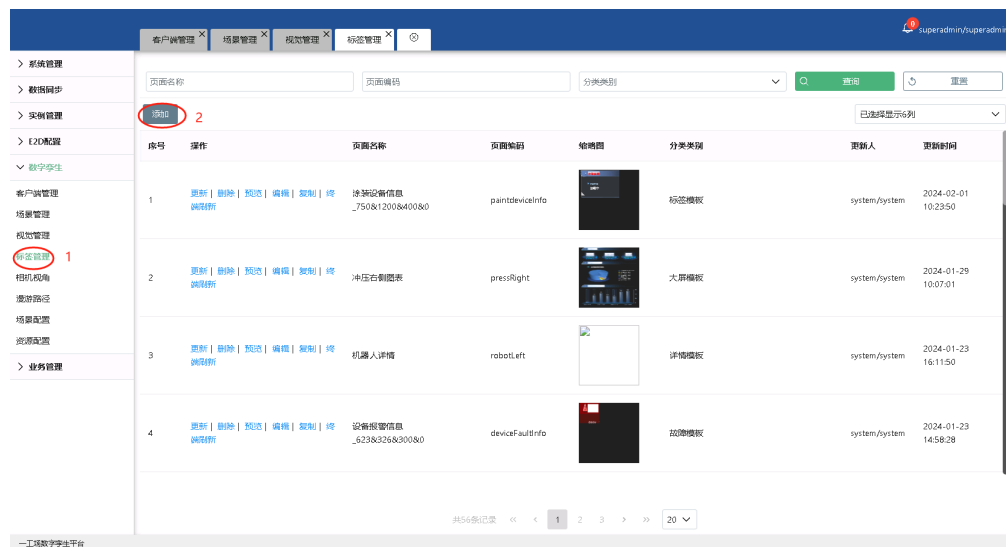 0
superadmin/superadmin
客户端管理 场景管理 视觉管理 标签管理
系统管理
数据同步
实例管理
E2D配置
数字孪生
客户端管理
场景管理
视觉管理
标签管理 1
相机视角
漫游路径
场景配置
资源配置
业务管理
页面名称 页面编码 分类类别 查询 重置
添加 2 已选择显示6列
序号 操作 页面名称 页面编码 缩略图 分类类别 更新人 更新时间
1 更新 | 删除 | 预览 | 编辑 | 复制 | 终端刷新 涂装设备信息_750&1200&400&0 paintdeviceInfo 标签模板 system/system 2024-02-01 10:23:50
2 更新 | 删除 | 预览 | 编辑 | 复制 | 终端刷新 冲压右侧图表 pressRight 大屏模板 system/system 2024-01-29 10:07:01
3 更新 | 删除 | 预览 | 编辑 | 复制 | 终端刷新 机器人详情 robotLeft 详情模板 system/system 2024-01-23 16:11:50
4 更新 | 删除 | 预览 | 编辑 | 复制 | 终端刷新 设备报警信息_623&326&300&0 deviceFaultInfo 故障模板 system/system 2024-01-23 14:58:28
共56条记录 1 2 3 20
一工场数字孪生平台